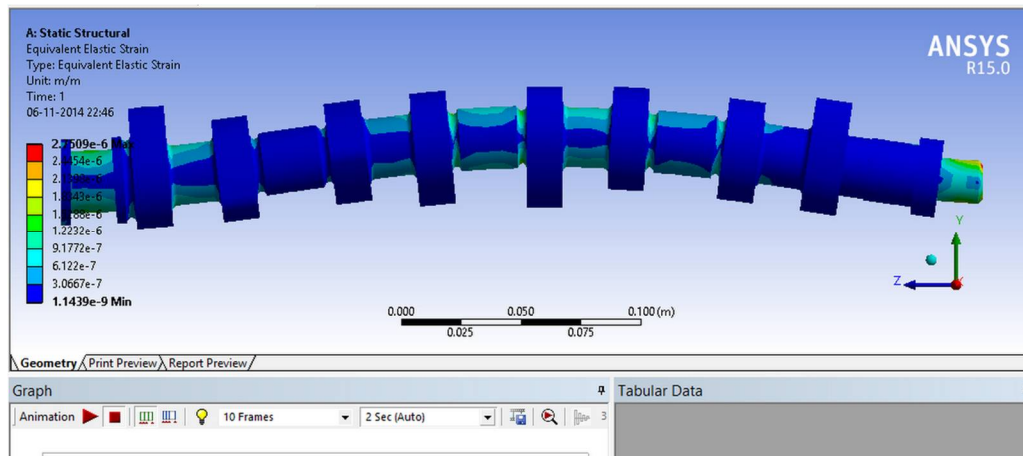 A: Static Structural
Equivalent Elastic Strain
Type: Equivalent Elastic Strain
Unit: m/m
Time: 1
06-11-2014 22:46
ANSYS
R15.0
1.2232e-6
9.1772e-7
6.122e-7
3.0667e-7
1.1439e-9 Min
Y
Z
0.000
0.050
0.100 (m)
0.025
0.075
Geometry
Print Preview
Report Preview
Graph
Tabular Data
Animation
10 Frames
2 Sec (Auto)
3